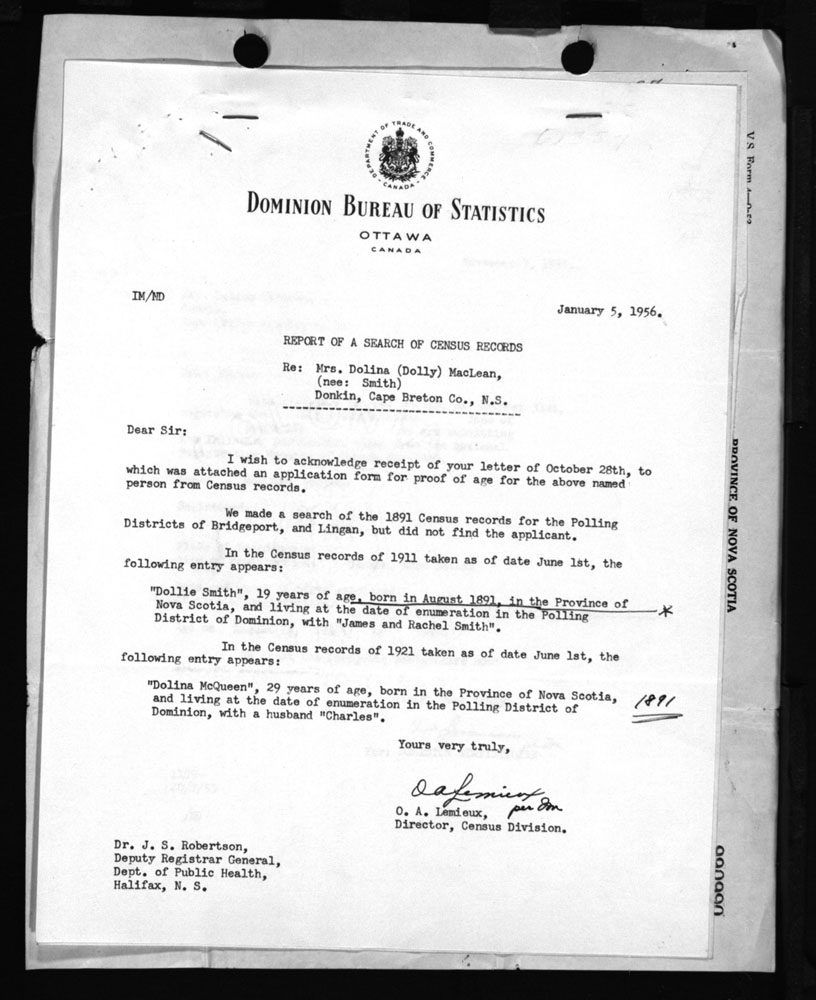 DEPARTMENT OF TRADE AND COMMERCE
CANADA
DOMINION BUREAU OF STATISTICS
OTTAWA
CANADA
IM/ND
January 5, 1956.
REPORT OF A SEARCH OF CENSUS RECORDS
Re: Mrs. Dolina (Dolly) MacLean,
(nee: Smith)
Donkin, Cape Breton Co., N.S.
Dear Sir:
I wish to acknowledge receipt of your letter of October 28th, to
which was attached an application form for proof of age for the above named
person from Census records.
We made a search of the 1891 Census records for the Polling
Districts of Bridgeport, and Lingan, but did not find the applicant.
In the Census records of 1911 taken as of date June 1st, the
following entry appears:
"Dollie Smith", 19 years of age, born in August 1891, in the Province of
Nova Scotia, and living at the date of enumeration in the Polling
District of Dominion, with "James and Rachel Smith".
In the Census records of 1921 taken as of date June 1st, the
following entry appears:
"Dolina McQueen", 29 years of age, born in the Province of Nova Scotia,
and living at the date of enumeration in the Polling District of
Dominion, with a husband "Charles".
1891
Yours very truly,
OALemieux
per
O. A. Lemieux,
Director, Census Division.
Dr. J. S. Robertson,
Deputy Registrar General,
Dept. of Public Health,
Halifax, N. S.
V.S. Form
PROVINCE OF NOVA SCOTIA